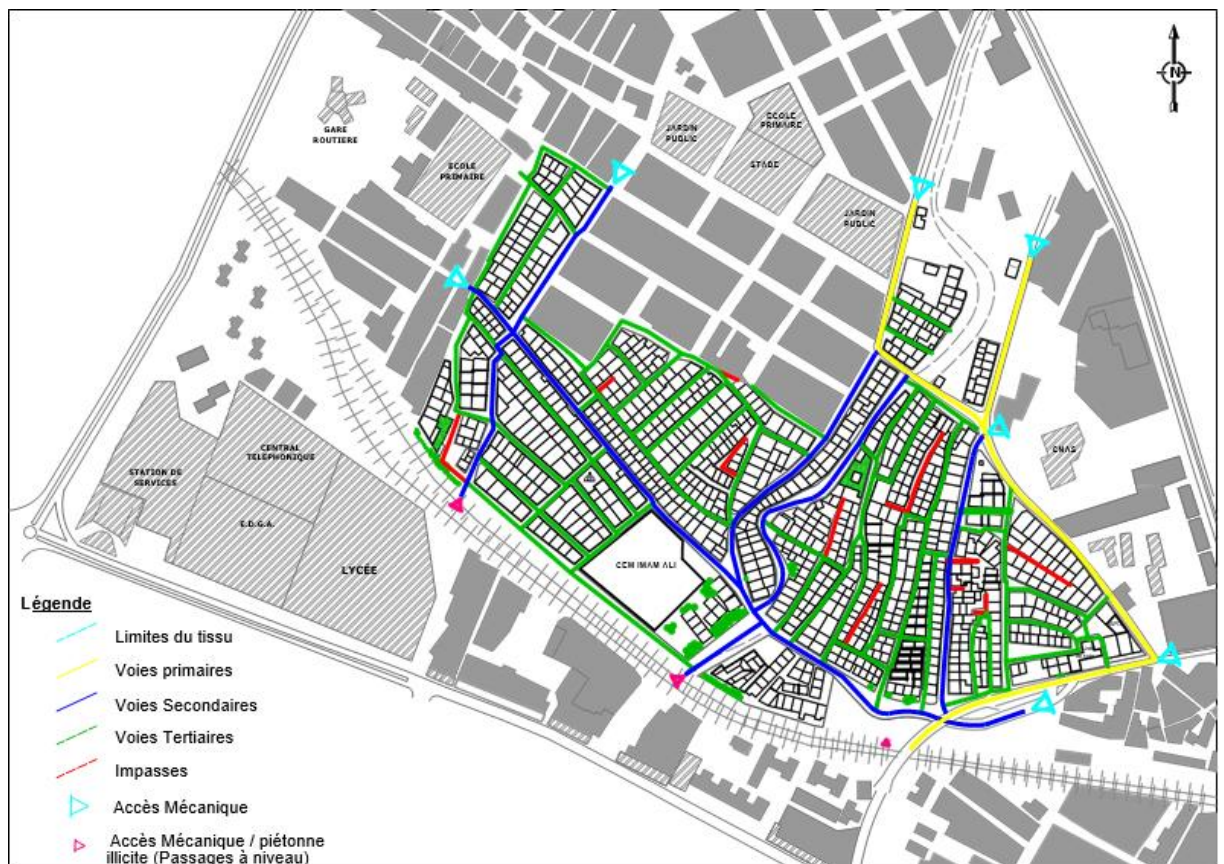 N
GARE
ROUTIERE
ECOLE
PRIMAIRE
JARDIN
PUBLIC
ECOLE
PRIMAIRE
STADE
JARDIN
PUBLIC
CNAS
STATION DE
SERVICES
CENTRAL
TELEPHONIQUE
E.D.G.A.
LYCÉE
CEM IMAM ALI
Légende
Limites du tissu
Voies primaires
Voies Secondaires
Voies Tertiaires
Impasses
Accès Mécanique
Accès Mécanique / piétonne
illicite (Passages à niveau)